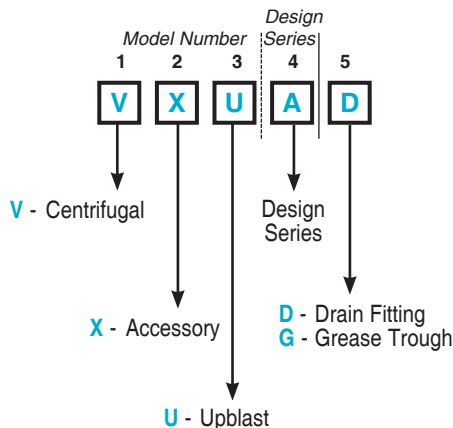 Design
Model Number Series
1 2 3 4 5
V X U A D
V - Centrifugal
Design
Series
D - Drain Fitting
X - Accessory
G - Grease Trough
U - Upblast